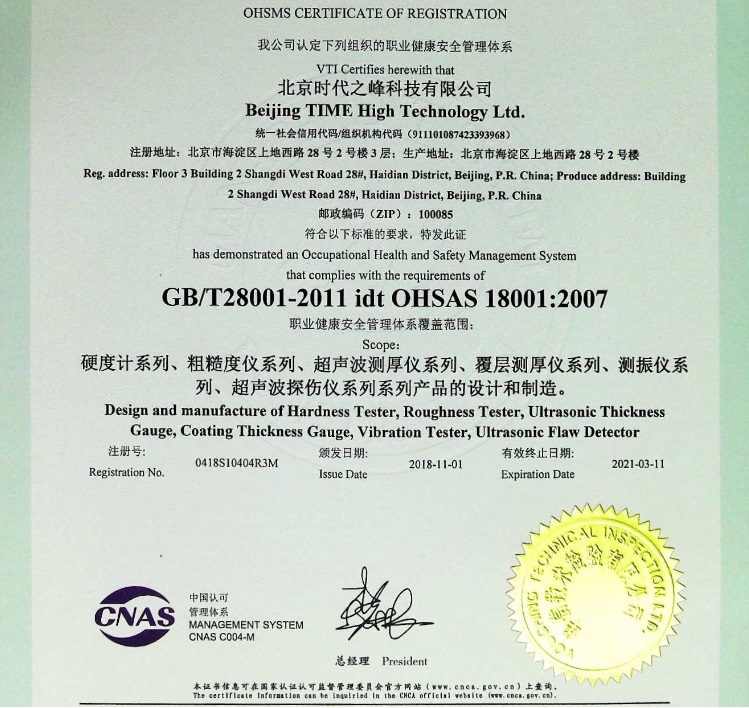 OHSMS CERTIFICATE OF REGISTRATION
我公司认定下列组织的职业健康安全管理体系
VTI Certifies herewith that
北京时代之峰科技有限公司
Beijing TIME High Technology Ltd.
统一社会信用代码/组织机构代码（911101087423393968）
注册地址：北京市海淀区上地西路 28 号 2 号楼 3 层；生产地址：北京市海淀区上地西路 28 号 2 号楼
Reg. address: Floor 3 Building 2 Shangdi West Road 28#, Haidian District, Beijing, P.R. China; Produce address: Building
2 Shangdi West Road 28#, Haidian District, Beijing, P.R. China
邮政编码（ZIP）：100085
符合以下标准的要求，特发此证
has demonstrated an Occupational Health and Safety Management System
that complies with the requirements of
GB/T28001-2011 idt OHSAS 18001:2007
职业健康安全管理体系覆盖范围：
Scope:
硬度计系列、粗糙度仪系列、超声波测厚仪系列、覆层测厚仪系列、测振仪系
列、超声波探伤仪系列系列产品的设计和制造。
Design and manufacture of Hardness Tester, Roughness Tester, Ultrasonic Thickness
Gauge, Coating Thickness Gauge, Vibration Tester, Ultrasonic Flaw Detector
注册号: 0418S10404R3M 颁发日期: 2018-11-01 有效终止日期: 2021-03-11
Registration No. Issue Date Expiration Date
CNAS
中国认可
管理体系
MANAGEMENT SYSTEM
CNAS C004-M
TECHNICAL INSPECTION LTD.
总经理 President
本证书信息可在国家认证认可监督管理委员会官方网站（www.cnca.gov.cn）上查询。
The certificate information can be inquiried in the CNCA official website (www.cnca.gov.cn).